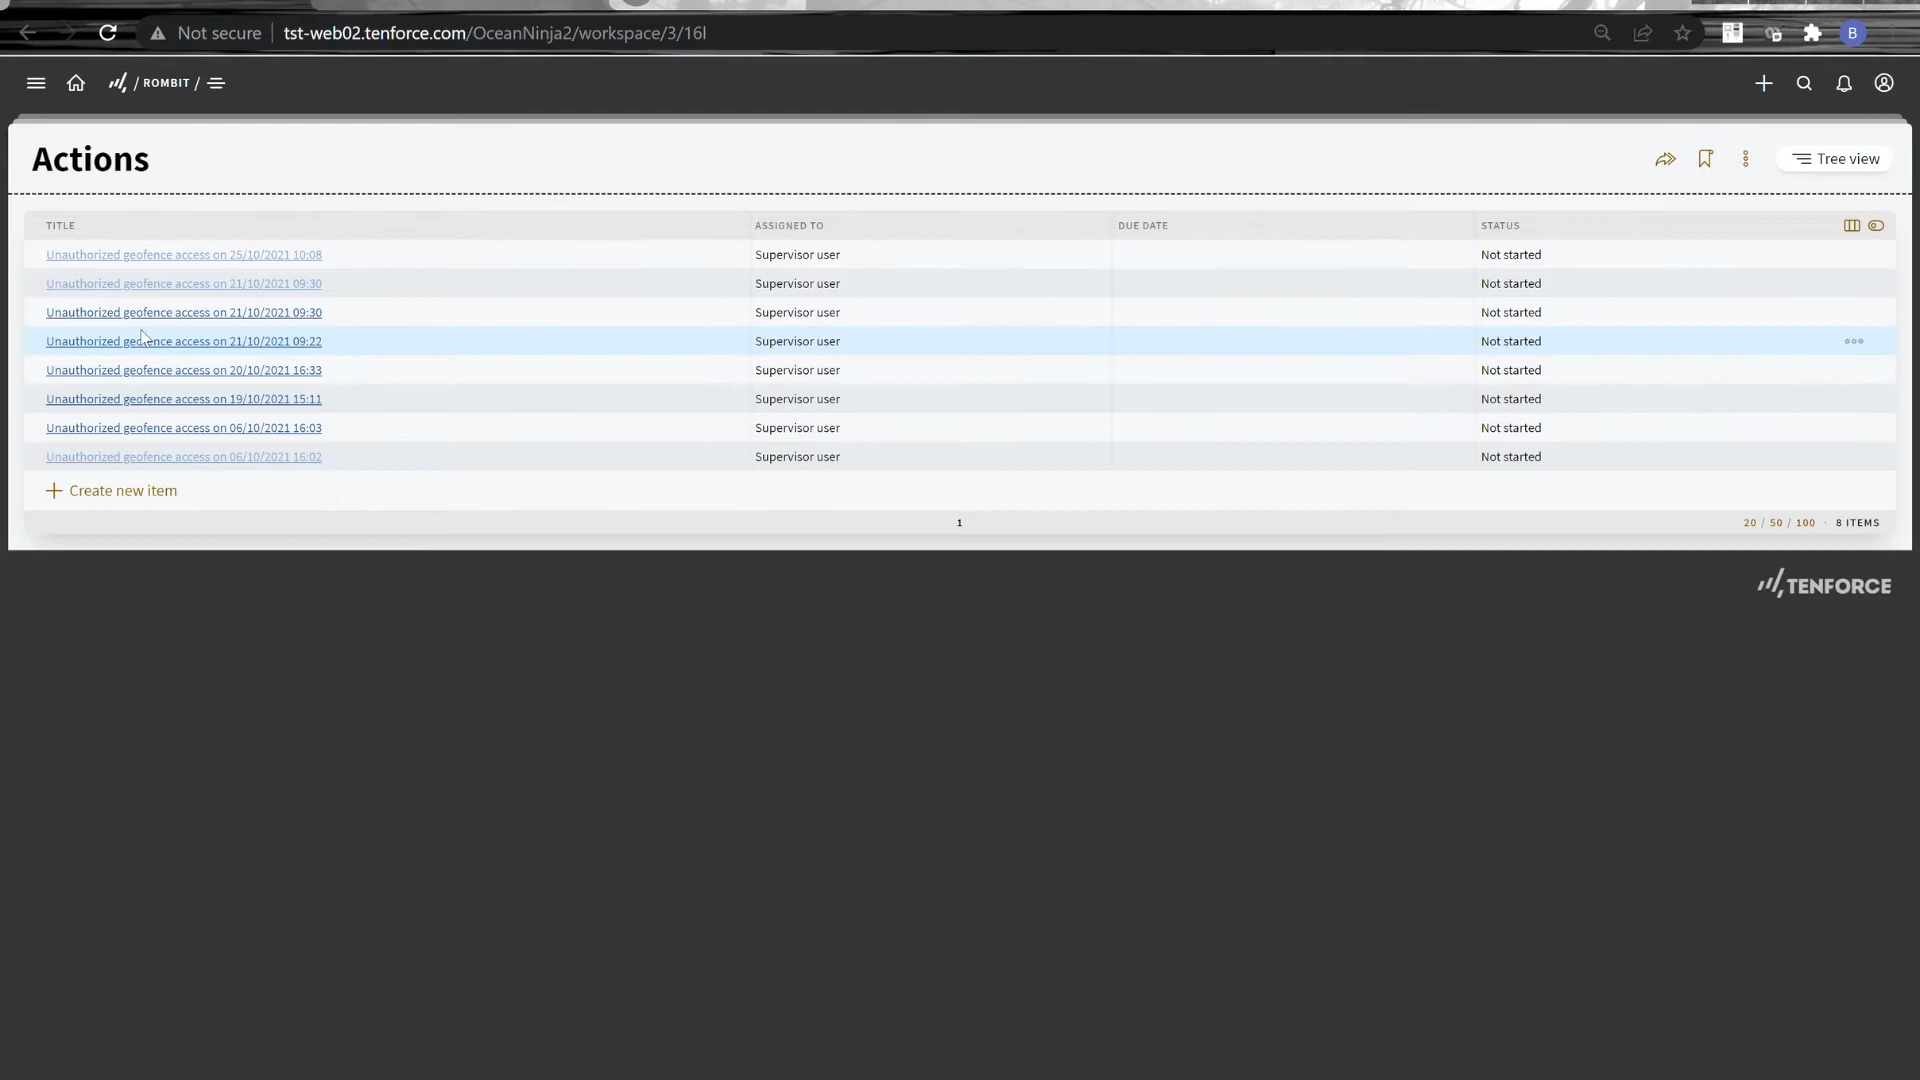 Not secure tst-web02.tenforce.com/OceanNinja2/workspace/3/16l
B
/ ROMBIT /
Actions
Tree view
TITLE ASSIGNED TO DUE DATE STATUS
Unauthorized geofence access on 25/10/2021 10:08 Supervisor user Not started
Unauthorized geofence access on 21/10/2021 09:30 Supervisor user Not started
Unauthorized geofence access on 21/10/2021 09:30 Supervisor user Not started
Unauthorized geofence access on 21/10/2021 09:22 Supervisor user Not started
Unauthorized geofence access on 20/10/2021 16:33 Supervisor user Not started
Unauthorized geofence access on 19/10/2021 15:11 Supervisor user Not started
Unauthorized geofence access on 06/10/2021 16:03 Supervisor user Not started
Unauthorized geofence access on 06/10/2021 16:02 Supervisor user Not started
Create new item
1 20 / 50 / 100 · 8 ITEMS
TENFORCE